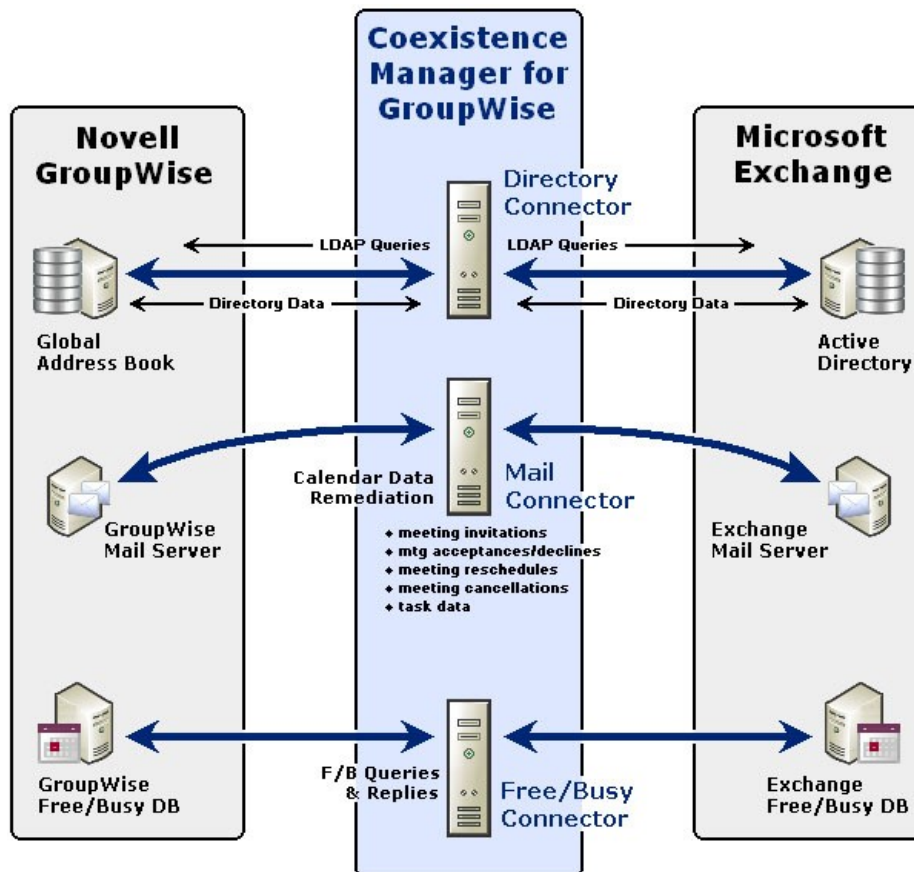 Coexistence
Manager for
GroupWise
Novell
GroupWise
Microsoft
Exchange
Directory
Connector
LDAP Queries
LDAP Queries
Directory Data
Directory Data
Global
Address Book
Active
Directory
Calendar Data
Remediation
Mail
Connector
GroupWise
Mail Server
Exchange
Mail Server
◆ meeting invitations
◆ mtg acceptances/declines
◆ meeting reschedules
◆ meeting cancellations
◆ task data
GroupWise
Free/Busy DB
F/B Queries
& Replies
Free/Busy
Connector
Exchange
Free/Busy DB